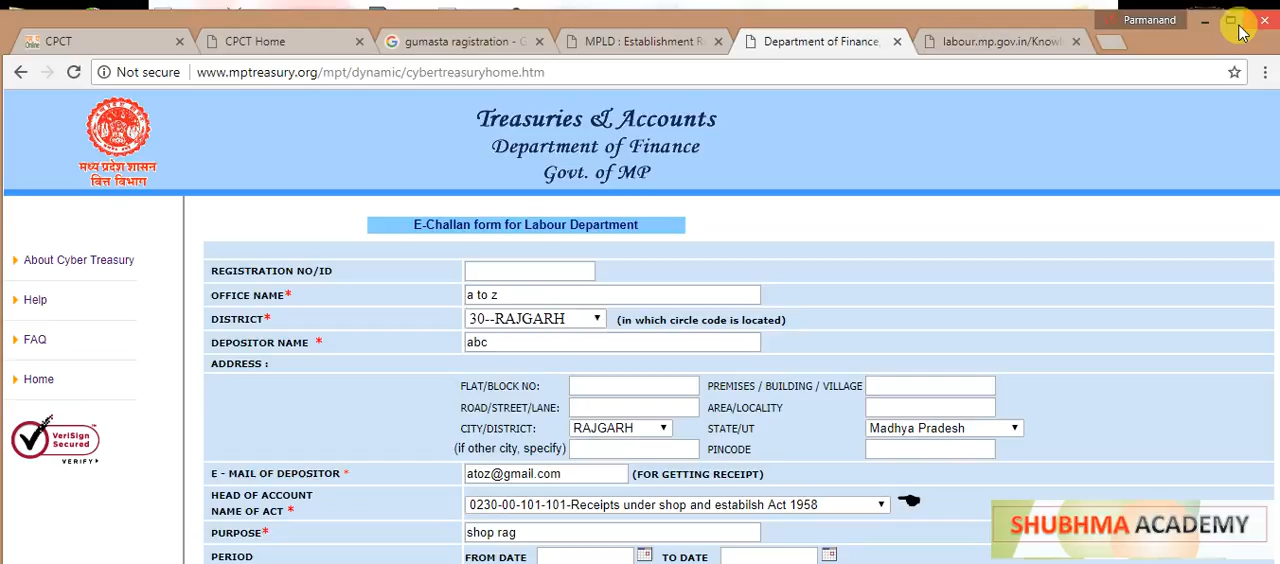 Parmanand
CPCT
CPCT Home
gumasta ragistration - G
MPLD : Establishment R
Department of Finance,
labour.mp.gov.in/Knowl
Not secure www.mptreasury.org/mpt/dynamic/cybertreasuryhome.htm
मध्य प्रदेश शासन
वित्त विभाग
Treasuries & Accounts
Department of Finance
Govt. of MP
E-Challan form for Labour Department
About Cyber Treasury
Help
FAQ
Home
VeriSign
Secured
VERIFY
REGISTRATION NO/ID
OFFICE NAME* a to z
DISTRICT* 30--RAJGARH (in which circle code is located)
DEPOSITOR NAME * abc
ADDRESS :
FLAT/BLOCK NO: PREMISES / BUILDING / VILLAGE
ROAD/STREET/LANE: AREA/LOCALITY
CITY/DISTRICT: RAJGARH STATE/UT Madhya Pradesh
(if other city, specify) PINCODE
E - MAIL OF DEPOSITOR * atoz@gmail.com (FOR GETTING RECEIPT)
HEAD OF ACCOUNT
NAME OF ACT * 0230-00-101-101-Receipts under shop and estabilsh Act 1958
PURPOSE* shop rag
PERIOD FROM DATE TO DATE
SHUBHMA ACADEMY